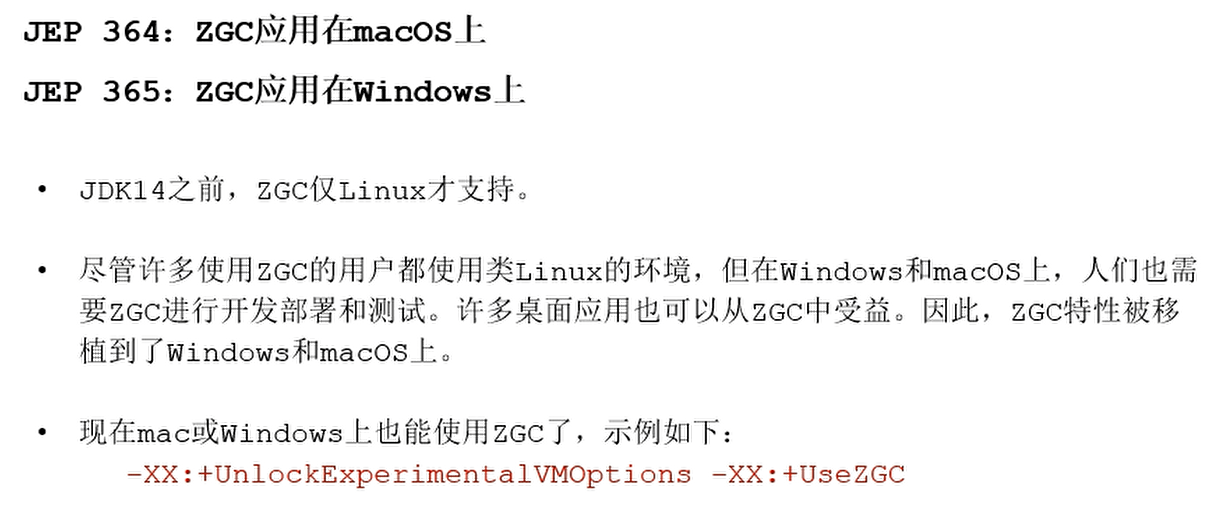 JEP 364：ZGC应用在macOS上
JEP 365：ZGC应用在Windows上
• JDK14之前，ZGC仅Linux才支持。
• 尽管许多使用ZGC的用户都使用类Linux的环境，但在Windows和macOS上，人们也需
要ZGC进行开发部署和测试。许多桌面应用也可以从ZGC中受益。因此，ZGC特性被移
植到了Windows和macOS上。
• 现在mac或Windows上也能使用ZGC了，示例如下：
-XX:+UnlockExperimentalVMOptions -XX:+UseZGC